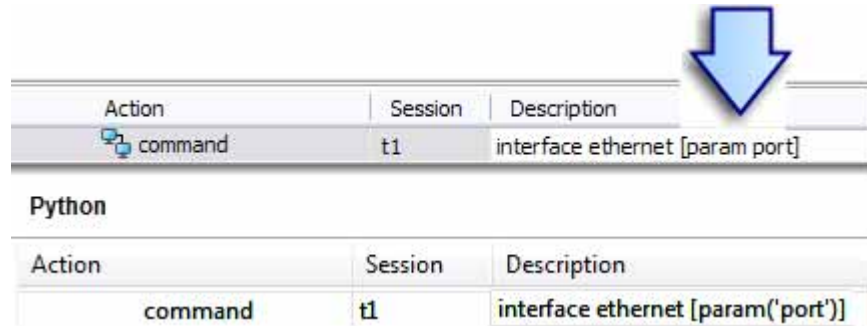 Action Session Description
command t1 interface ethernet [param port]
Python
Action Session Description
command t1 interface ethernet [param('port')]